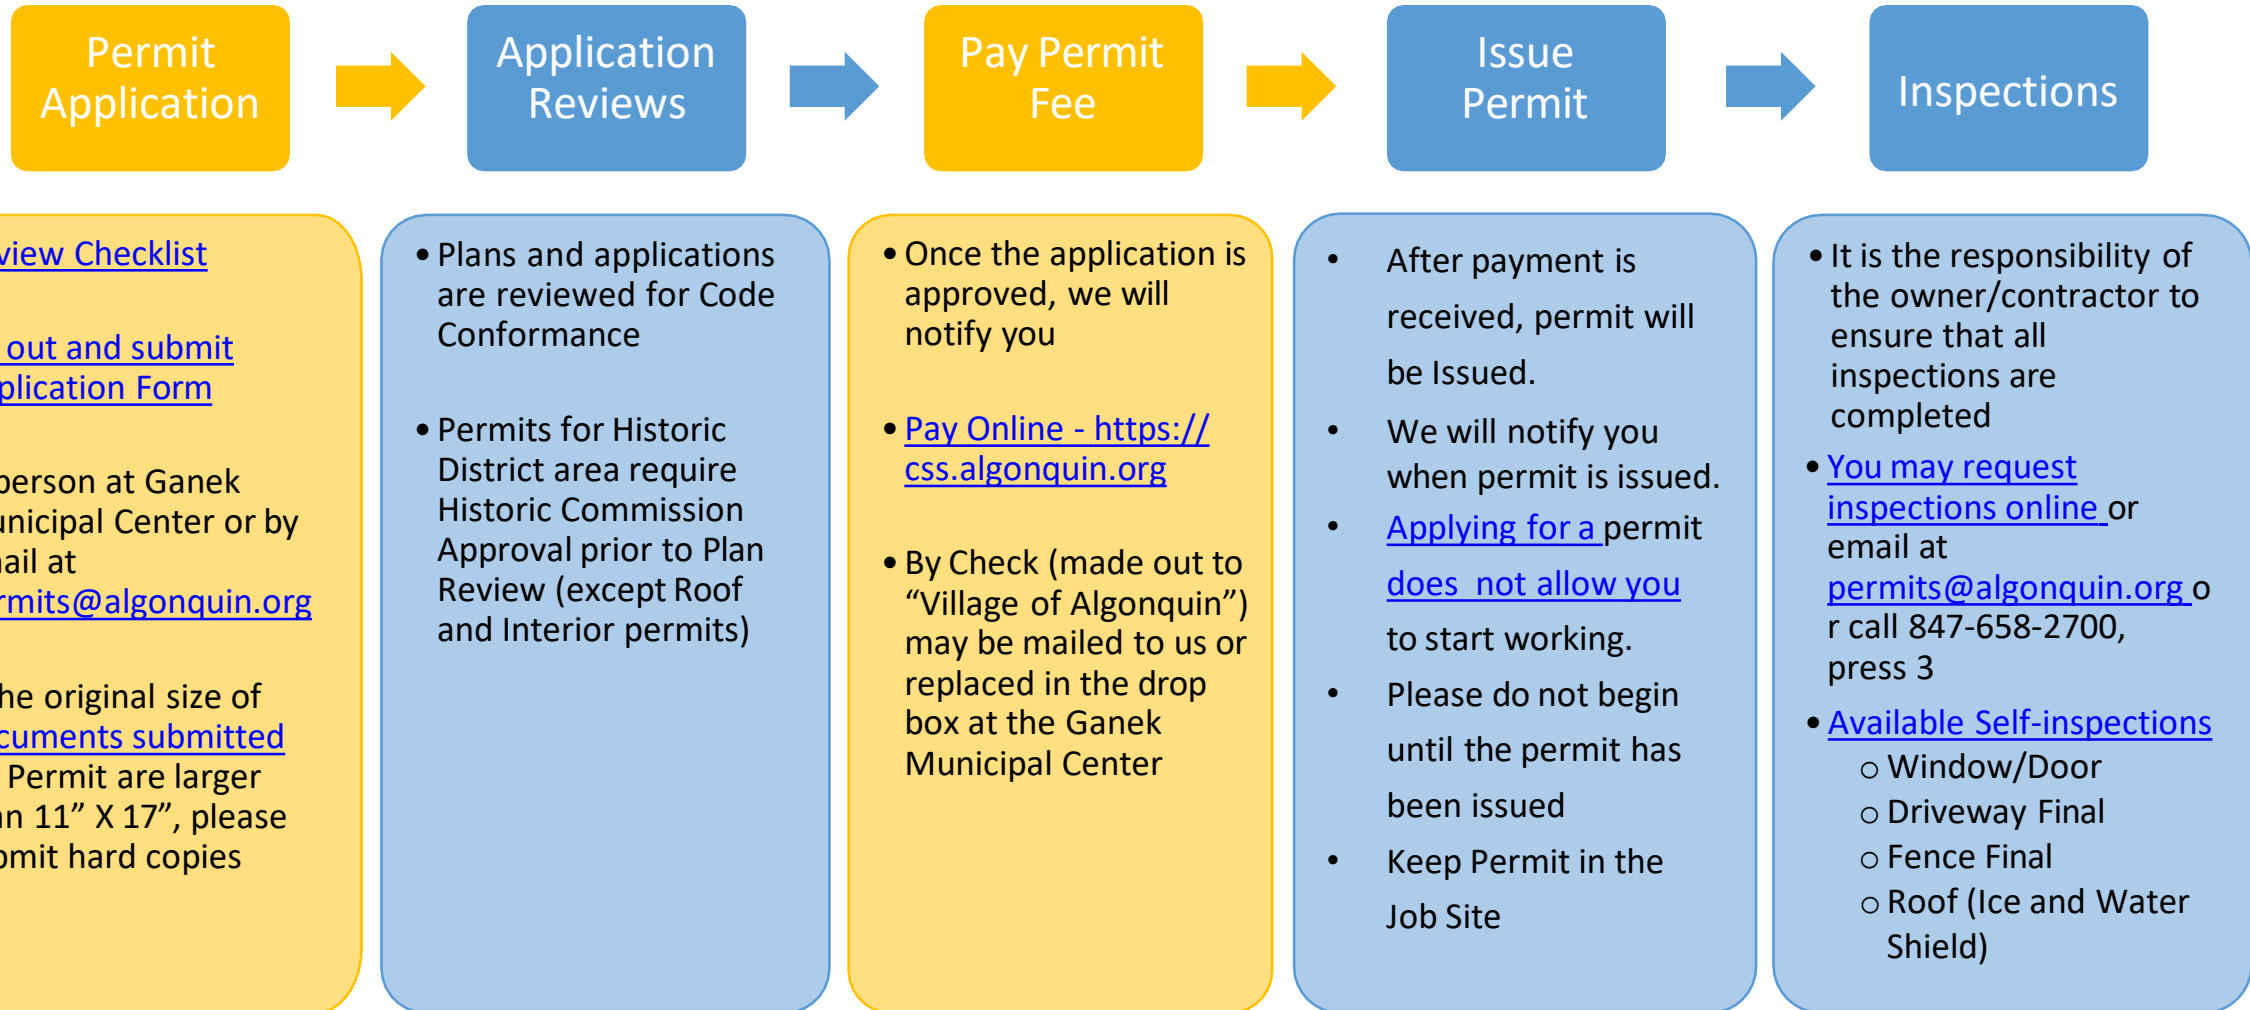 Permit
Application
Application
Reviews
Pay Permit
Fee
Issue
Permit
Inspections
view Checklist
out and submit
plication Form
person at Ganek
unicipal Center or by
ail at
rmits@algonquin.org
he original size of
cuments submitted
Permit are larger
an 11” X 17”, please
bmit hard copies
• Plans and applications
are reviewed for Code
Conformance
• Permits for Historic
District area require
Historic Commission
Approval prior to Plan
Review (except Roof
and Interior permits)
• Once the application is
approved, we will
notify you
• Pay Online - https://
css.algonquin.org
• By Check (made out to
“Village of Algonquin”)
may be mailed to us or
replaced in the drop
box at the Ganek
Municipal Center
• After payment is
received, permit will
be Issued.
• We will notify you
when permit is issued.
• Applying for a permit
does not allow you
to start working.
• Please do not begin
until the permit has
been issued
• Keep Permit in the
Job Site
• It is the responsibility of
the owner/contractor to
ensure that all
inspections are
completed
• You may request
inspections online or
email at
permits@algonquin.org o
r call 847-658-2700,
press 3
• Available Self-inspections
o Window/Door
o Driveway Final
o Fence Final
o Roof (Ice and Water
Shield)